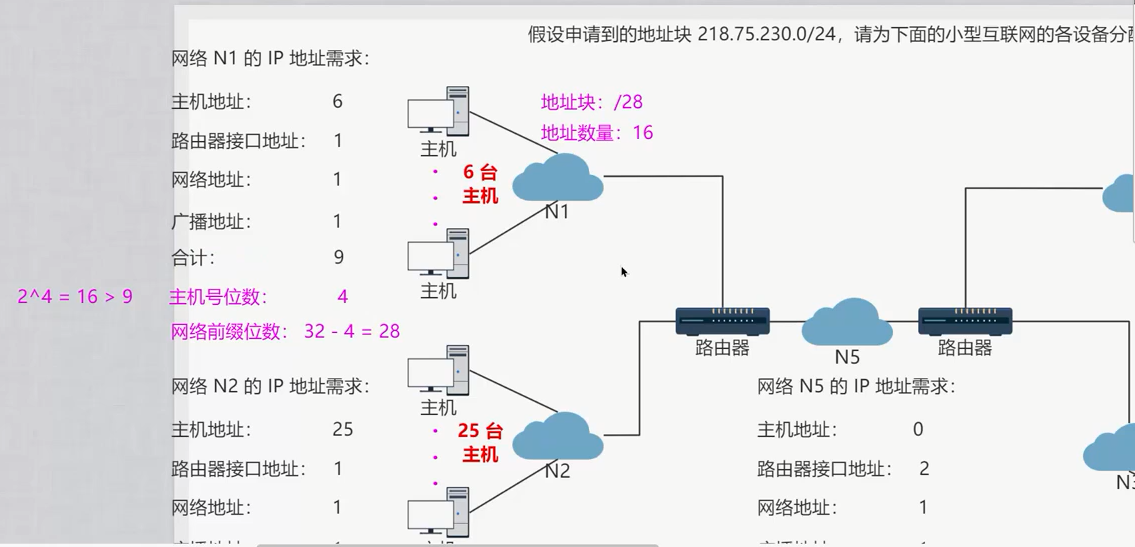 假设申请到的地址块 218.75.230.0/24，请为下面的小型互联网的各设备分
网络 N1 的 IP 地址需求：
主机地址： 6
路由器接口地址： 1
网络地址： 1
广播地址： 1
合计： 9
2^4 = 16 > 9
主机号位数： 4
网络前缀位数： 32 - 4 = 28
主机
6 台
主机
主机
地址块：/28
地址数量：16
N1
路由器
N5
路由器
网络 N2 的 IP 地址需求：
主机地址： 25
路由器接口地址： 1
网络地址： 1
主机
25 台
主机
N2
网络 N5 的 IP 地址需求：
主机地址： 0
路由器接口地址： 2
网络地址： 1